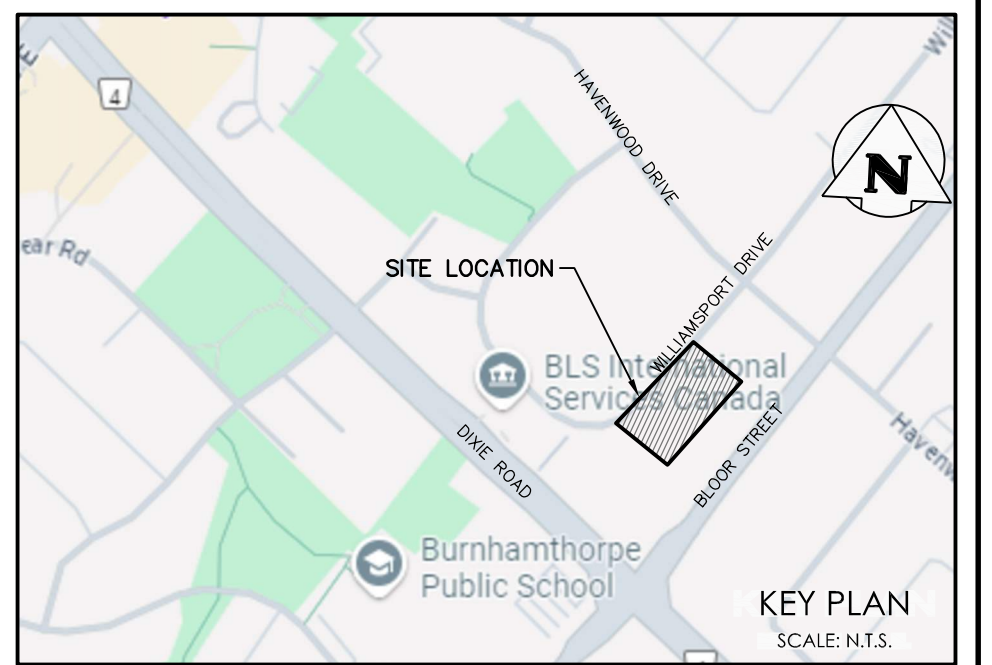 4
HAVENWOOD DRIVE
N
ear Rd
SITE LOCATION
WILLIAMSPORT DRIVE
BLS International
Services Canada
DIXIE ROAD
BLOOR STREET
Havenw
Burnhamthorpe
Public School
KEY PLAN
SCALE: N.T.S.